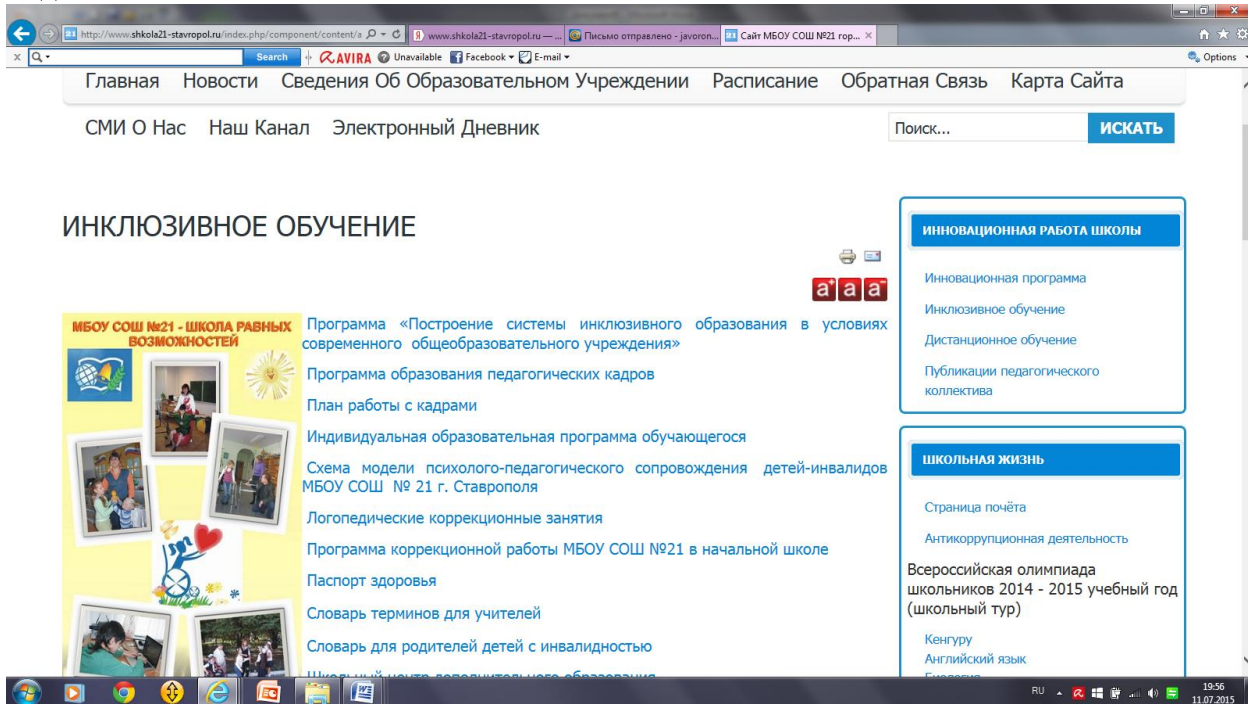 http://www.shkola21-stavropol.ru/index.php/component/content/a
www.shkola21-stavropol.ru — ...
Письмо отправлено - javoron...
Сайт МБОУ СОШ №21 гор...
Search
AVIRA
Unavailable
Facebook
E-mail
Options
Главная Новости Сведения Об Образовательном Учреждении Расписание Обратная Связь Карта Сайта
СМИ О Нас Наш Канал Электронный Дневник
Поиск...
ИСКАТЬ
ИНКЛЮЗИВНОЕ ОБУЧЕНИЕ
a+ a a-
МБОУ СОШ №21 - ШКОЛА РАВНЫХ
ВОЗМОЖНОСТЕЙ
Программа «Построение системы инклюзивного образования в условиях
современного общеобразовательного учреждения»
Программа образования педагогических кадров
План работы с кадрами
Индивидуальная образовательная программа обучающегося
Схема модели психолого-педагогического сопровождения детей-инвалидов
МБОУ СОШ № 21 г. Ставрополя
Логопедические коррекционные занятия
Программа коррекционной работы МБОУ СОШ №21 в начальной школе
Паспорт здоровья
Словарь терминов для учителей
Словарь для родителей детей с инвалидностью
Школьный центр дополнительного образования
ИННОВАЦИОННАЯ РАБОТА ШКОЛЫ
Инновационная программа
Инклюзивное обучение
Дистанционное обучение
Публикации педагогического
коллектива
ШКОЛЬНАЯ ЖИЗНЬ
Страница почёта
Антикоррупционная деятельность
Всероссийская олимпиада
школьников 2014 - 2015 учебный год
(школьный тур)
Кенгуру
Английский язык
Биология
RU
19:56
11.07.2015